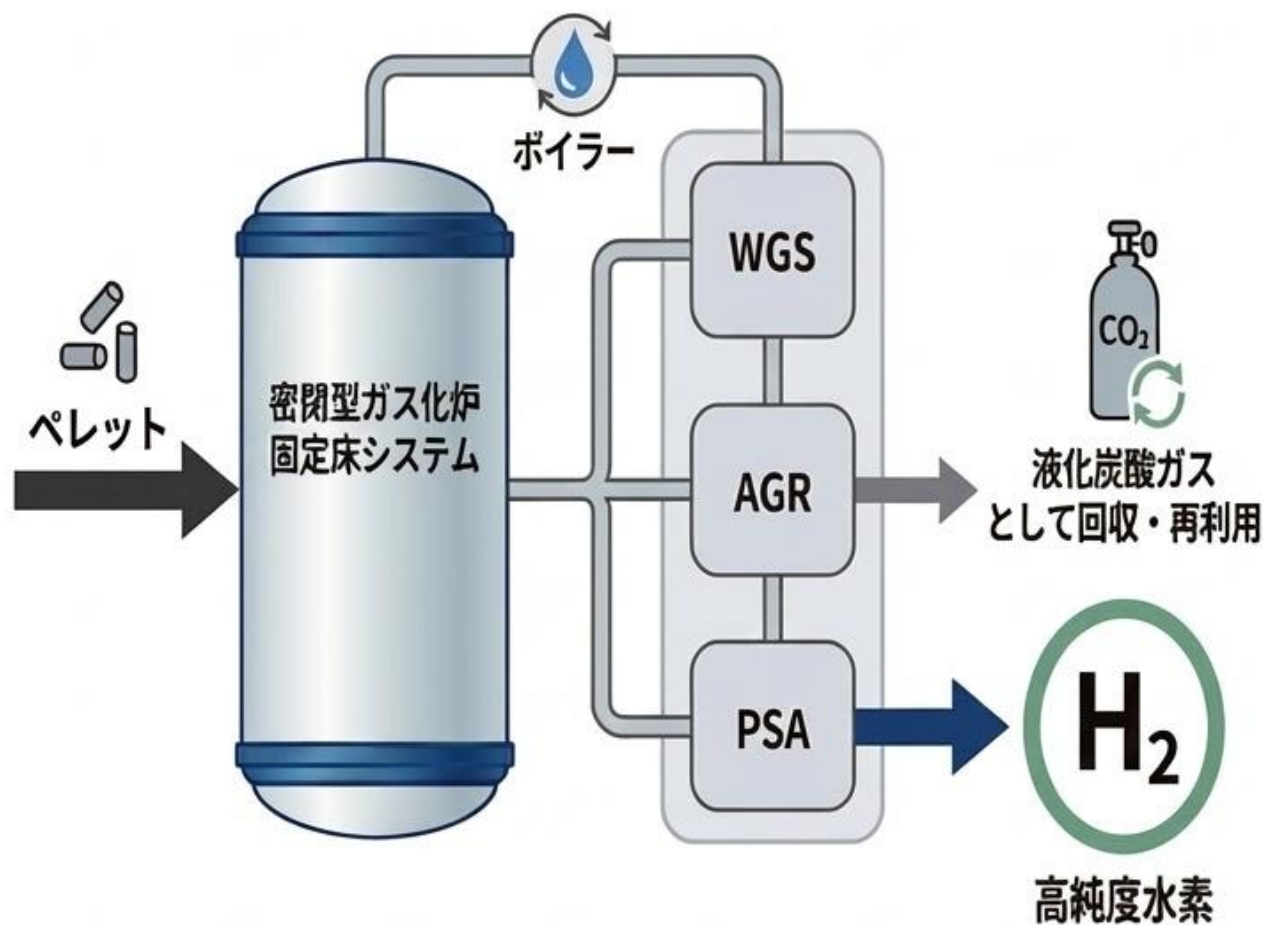 ボイラー
WGS
ペレット
密閉型ガス化炉
固定床システム
CO₂
AGR
液化炭酸ガス
として回収・再利用
PSA
H₂
高純度水素